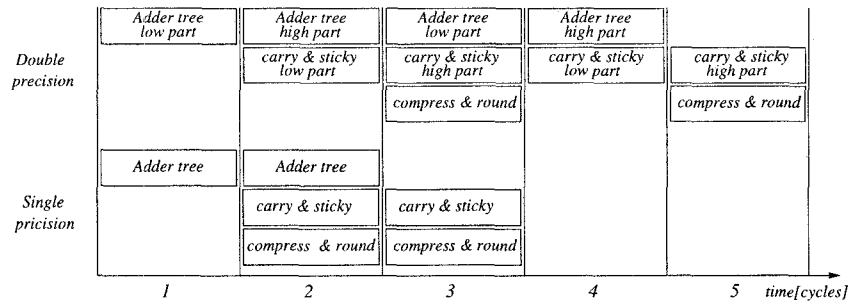 Adder tree low part
Adder tree high part
Adder tree low part
Adder tree high part
Double precision
carry & sticky low part
carry & sticky high part
carry & sticky low part
carry & sticky high part
compress & round
compress & round
Adder tree
Adder tree
Single pricision
carry & sticky
carry & sticky
compress & round
compress & round
1 2 3 4 5 time[cycles]